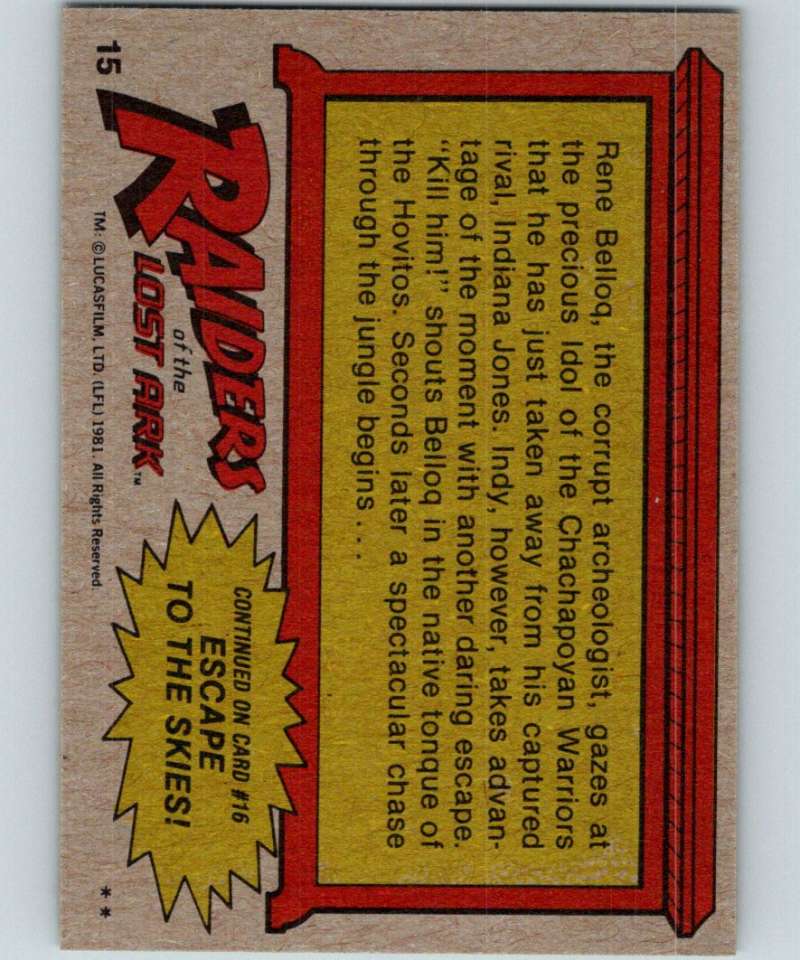 Rene Belloq, the corrupt archeologist, gazes at
the precious Idol of the Chachapoyan Warriors
that he has just taken away from his captured
rival, Indiana Jones. Indy, however, takes advan-
tage of the moment with another daring escape.
"Kill him!" shouts Belloq in the native tonque of
the Hovitos. Seconds later a spectacular chase
through the jungle begins...
RAIDERS
of the
LOST ARK™
CONTINUED ON CARD #16
ESCAPE
TO THE SKIES!
15
TM: © LUCASFILM, LTD. (LFL) 1981. All Rights Reserved
**